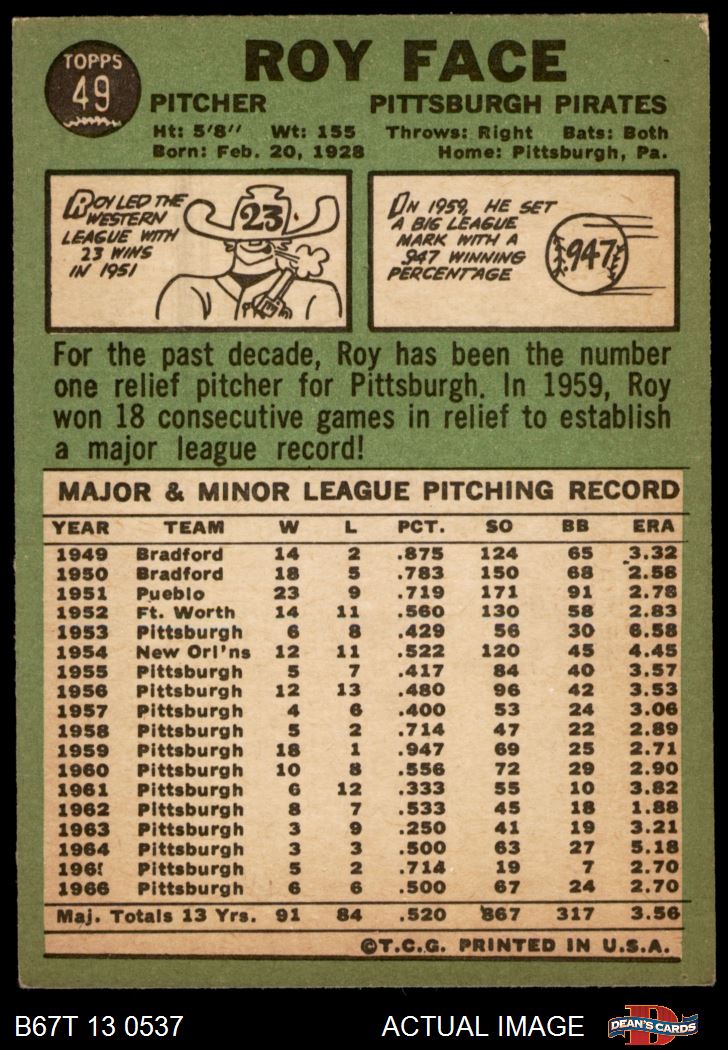 TOPPS
49
ROY FACE
PITCHER PITTSBURGH PIRATES
Ht: 5'8" Wt: 155 Throws: Right Bats: Both
Born: Feb. 20, 1928 Home: Pittsburgh, Pa.
ROY LED THE
WESTERN
LEAGUE WITH
23 WINS
IN 1951
23
IN 1959, HE SET
A BIG LEAGUE
MARK WITH A
.947 WINNING
PERCENTAGE
.947
For the past decade, Roy has been the number
one relief pitcher for Pittsburgh. In 1959, Roy
won 18 consecutive games in relief to establish
a major league record!
MAJOR & MINOR LEAGUE PITCHING RECORD
YEAR TEAM W L PCT. SO BB ERA
1949 Bradford 14 2 .875 124 65 3.32
1950 Bradford 18 5 .783 150 68 2.58
1951 Pueblo 23 9 .719 171 91 2.78
1952 Ft. Worth 14 11 .560 130 58 2.83
1953 Pittsburgh 6 8 .429 56 30 6.58
1954 New Orl'ns 12 11 .522 120 45 4.45
1955 Pittsburgh 5 7 .417 84 40 3.57
1956 Pittsburgh 12 13 .480 96 42 3.53
1957 Pittsburgh 4 6 .400 53 24 3.06
1958 Pittsburgh 5 2 .714 47 22 2.89
1959 Pittsburgh 18 1 .947 69 25 2.71
1960 Pittsburgh 10 8 .556 72 29 2.90
1961 Pittsburgh 6 12 .333 55 10 3.82
1962 Pittsburgh 8 7 .533 45 18 1.88
1963 Pittsburgh 3 9 .250 41 19 3.21
1964 Pittsburgh 3 3 .500 63 27 5.18
1965 Pittsburgh 5 2 .714 19 7 2.70
1966 Pittsburgh 6 6 .500 67 24 2.70
Maj. Totals 13 Yrs. 91 84 .520 867 317 3.56
©T.C.G. PRINTED IN U.S.A.
B67T 13 0537 ACTUAL IMAGE
D
DEAN'S CARDS